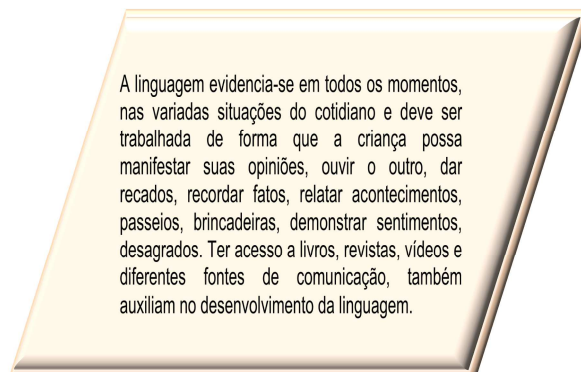 A linguagem evidencia-se em todos os momentos,
nas variadas situações do cotidiano e deve ser
trabalhada de forma que a criança possa
manifestar suas opiniões, ouvir o outro, dar
recados, recordar fatos, relatar acontecimentos,
passeios, brincadeiras, demonstrar sentimentos,
desagrados. Ter acesso a livros, revistas, vídeos e
diferentes fontes de comunicação, também
auxiliam no desenvolvimento da linguagem.